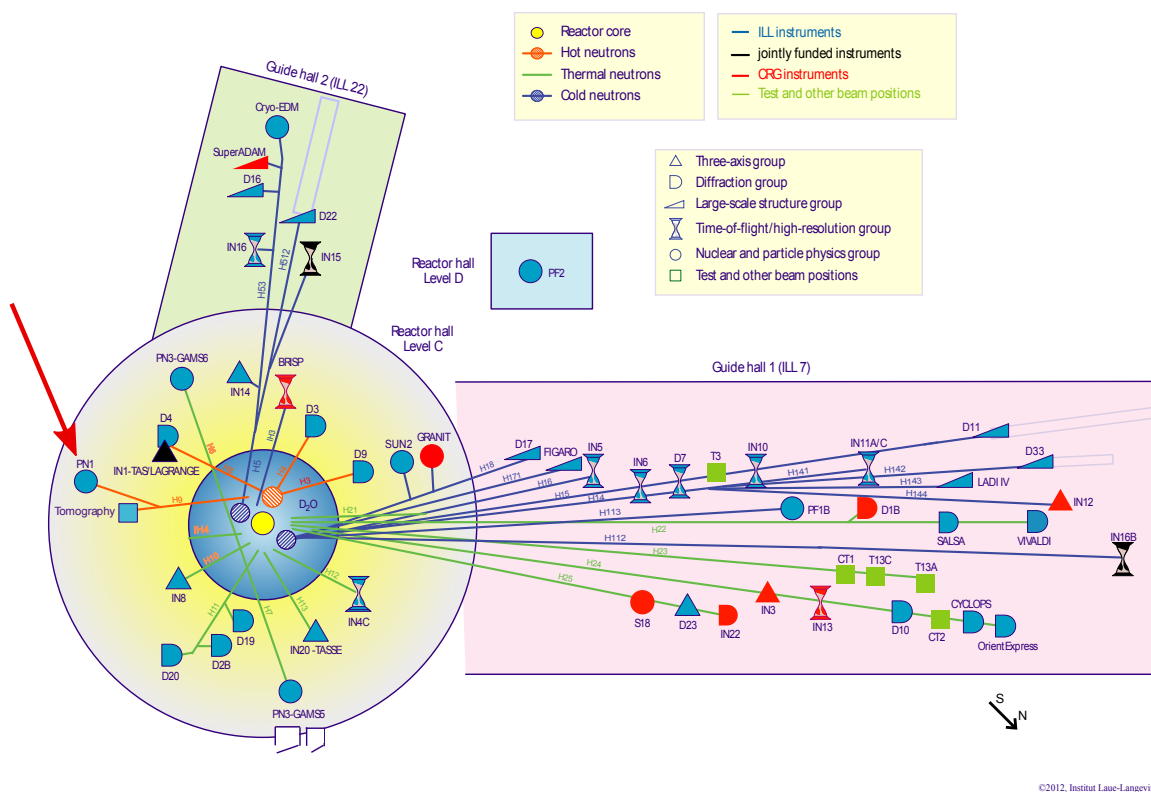 Reactor core
Hot neutrons
Thermal neutrons
Cold neutrons
ILL instruments
jointly funded instruments
CRG instruments
Test and other beam positions
Three-axis group
Diffraction group
Large-scale structure group
Time-of-flight/high-resolution group
Nuclear and particle physics group
Test and other beam positions
Guide hall 2 (ILL 22)
Cryo-EDM
SuperADAM
D16
D22
IN16
IN15
H512
H53
Reactor hall
Level D
PF2
Reactor hall
Level C
Guide hall 1 (ILL 7)
PN3-GAMS6
IN14
BRISP
IH3
H5
D3
D4
IN1-TAS/LAGRANGE
H6
D9
H3
SUN2
GRANIT
PN1
H9
Tomography
D₂O
H21
IH4
H10
IN8
H11
D19
D2B
D20
H7
H13
IN20 -TASSE
H12
IN4C
PN3-GAMS5
D17
FIGARO
IN5
IN6
D7
T3
IN10
IN11A/C
D11
D33
LADI IV
IN12
H18
H171
H16
H15
H14
H141
H142
H143
H144
H113
PF1B
D1B
H22
SALSA
VIVALDI
H112
IN16B
H23
CT1
T13C
T13A
H24
H25
S18
D23
IN22
IN3
IN13
D10
CT2
CYCLOPS
OrientExpress
S
N
©2012, Institut Laue-Langevi